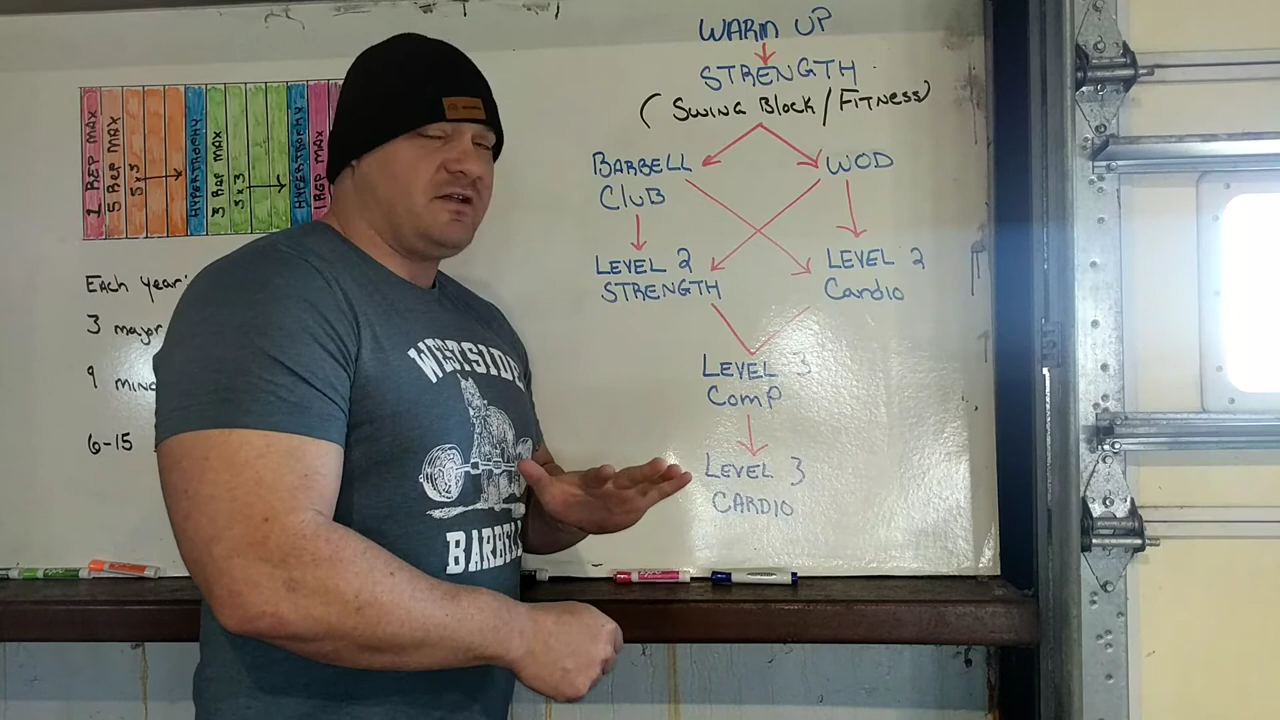 1 REP MAX
5 REP MAX
5x5
HYPERTROPHY
3 REP MAX
3x3
HYPERTROPHY
1 REP MAX
Each year:
3 major
9
6-15
WARM UP
STRENGTH
(SWING BLOCK/FITNESS)
BARBELL
CLUB
WOD
LEVEL 2
STRENGTH
LEVEL 2
Cardio
LEVEL 3
Comp
LEVEL 3
CARDIO
WESTSIDE
BARBELL